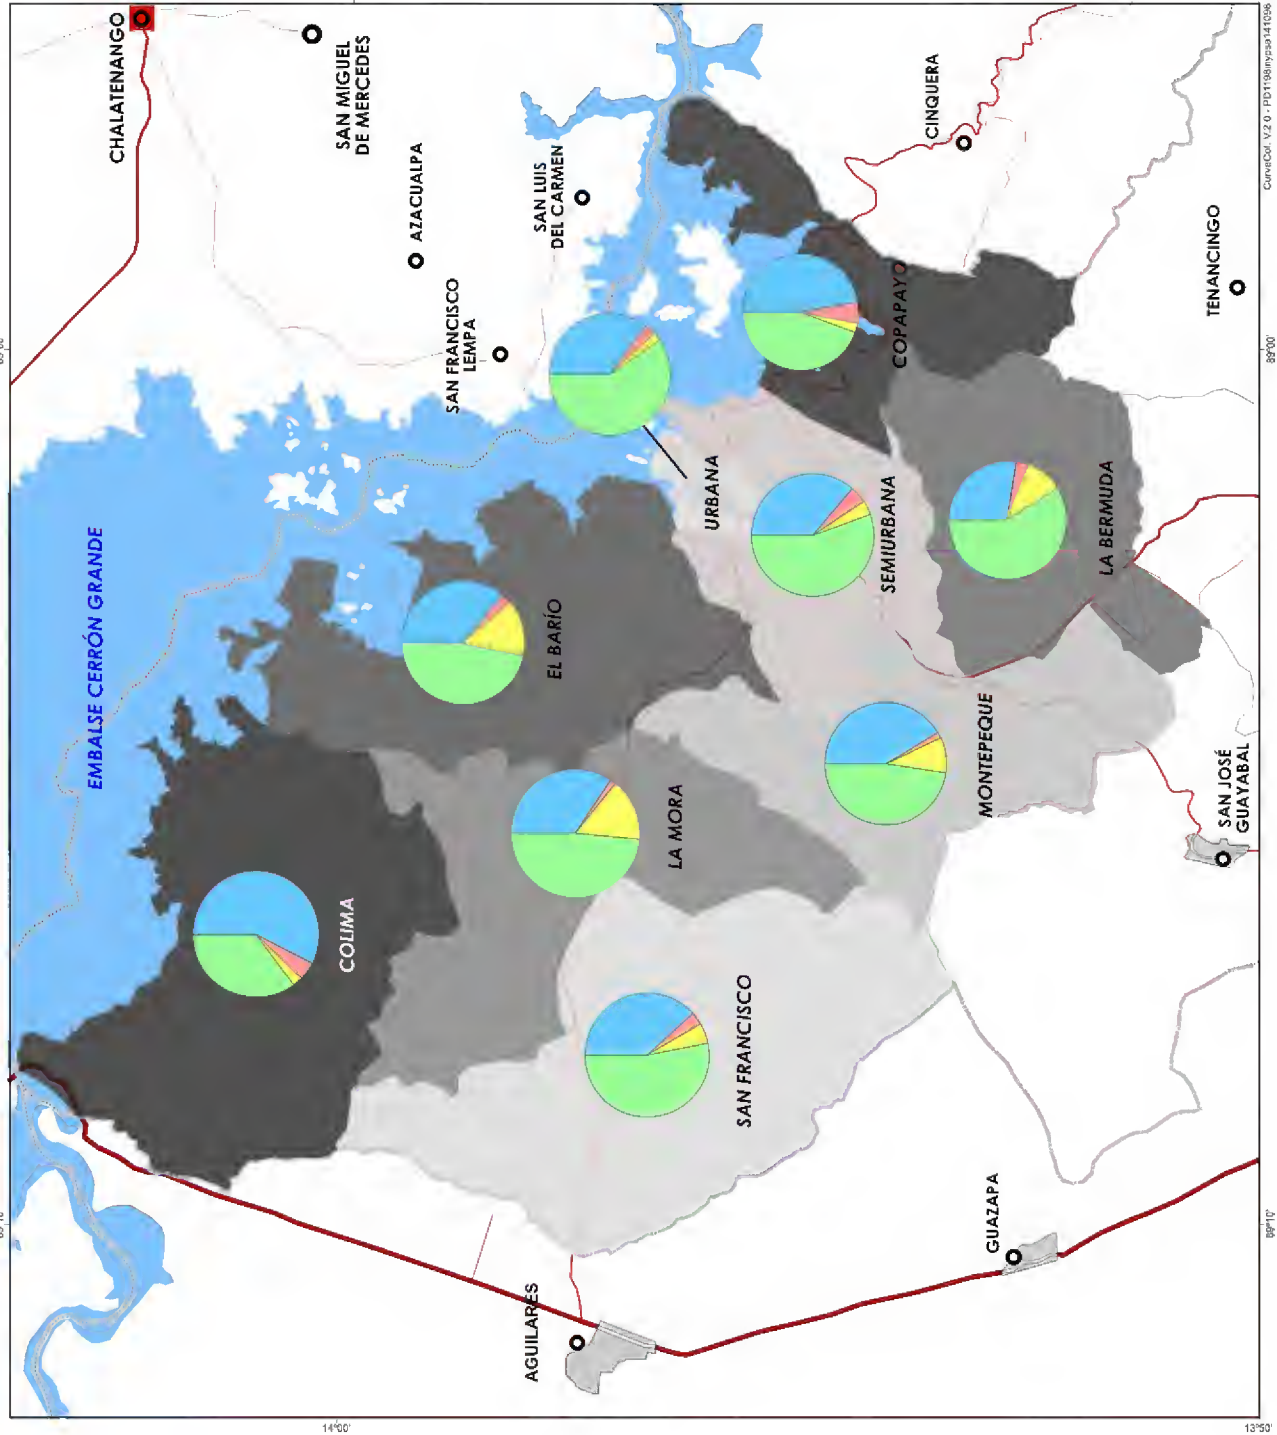 CHALATENANGO
SAN MIGUEL
DE MERCEDES
AZACUALPA
SAN LUIS
DEL CARMEN
SAN FRANCISCO
LEMPA
CINQUERA
TENANCINGO
COPAPAYO
EMBALSE CERRÓN GRANDE
URBANA
SEMIURBANA
LA BERMUDA
EL BARÍO
MONTEPEQUE
LA MORA
SAN JOSÉ
GUAYABAL
COLIMA
SAN FRANCISCO
GUAZAPA
AGUILARES
14°00'
13°50'
89°00'
89°10'